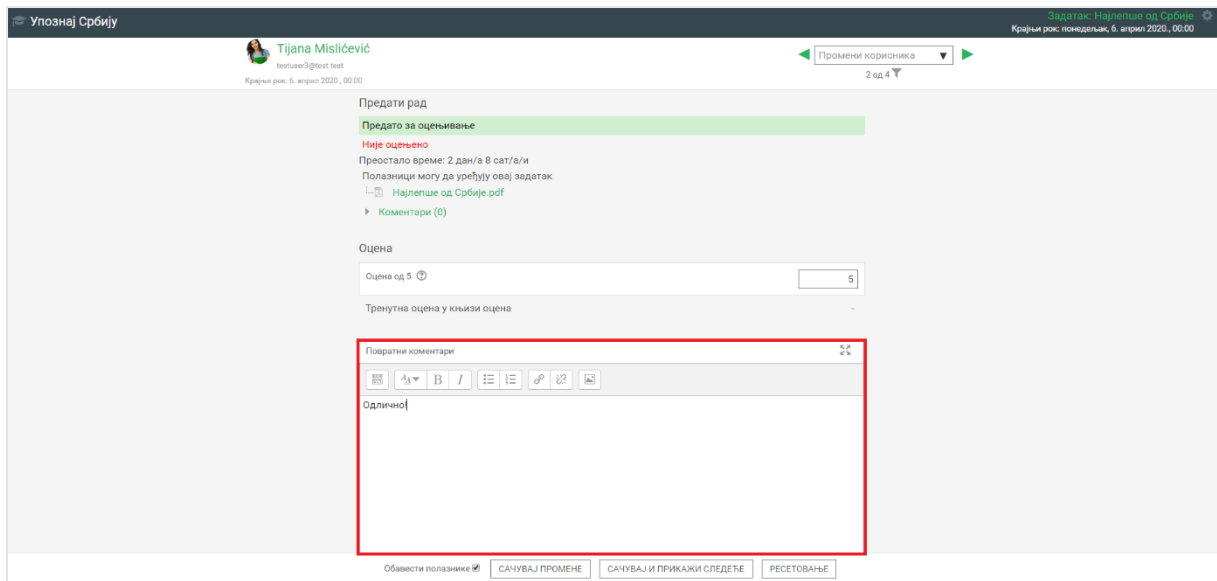 Упознај Србију
Задатак: Најлепше од Србије
Крајњи рок: понедељак, 6. април 2020., 00:00
Tijana Mislićević
testuser3@test.test
Крајњи рок: 6. април 2020., 00:00
Промени корисника
2 од 4
Предати рад
Предато за оцењивање
Није оцењено
Преостало време: 2 дан/а 8 сат/а/и
Полазници могу да уређују овај задатак
Најлепше од Србије.pdf
Коментари (0)
Оцена
Оцена од 5
5
Тренутна оцена у књизи оцена
-
Повратни коментари
Одлично!
Обавести полазнике
САЧУВАЈ ПРОМЕНЕ
САЧУВАЈ И ПРИКАЖИ СЛЕДЕЋЕ
РЕСЕТОВАЊЕ